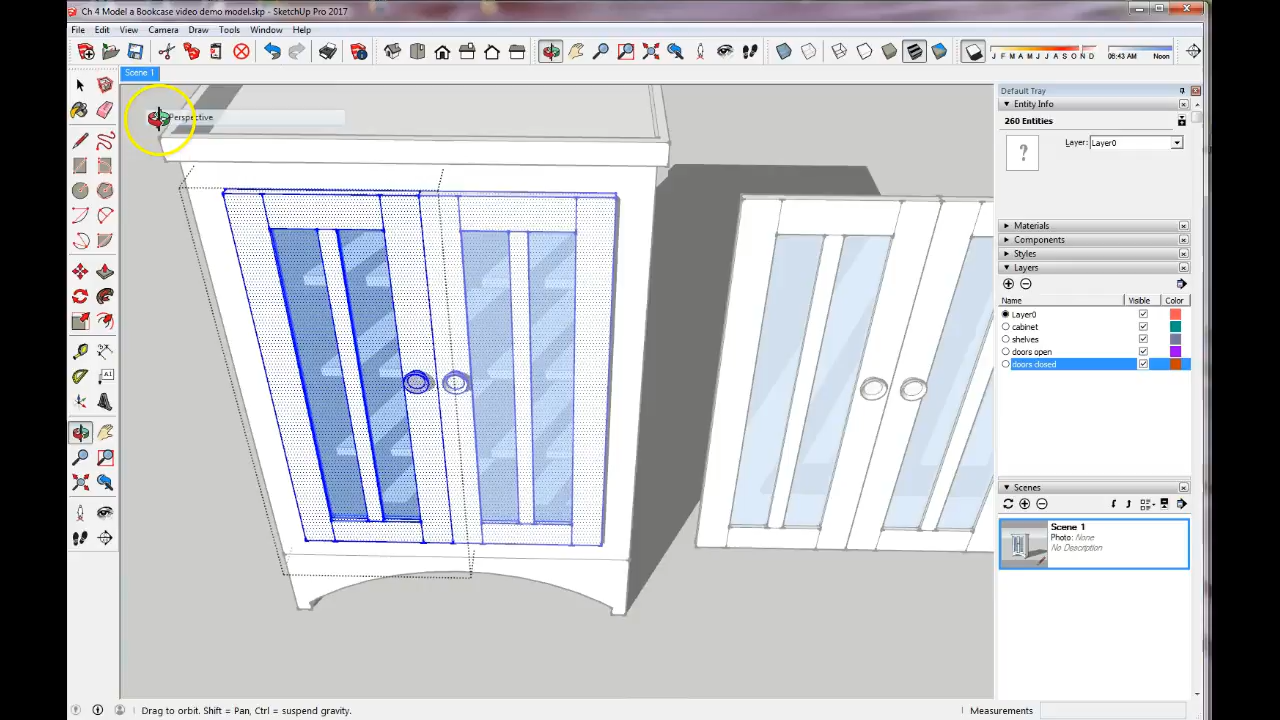 Ch 4 Model a Bookcase video demo model.skp - SketchUp Pro 2017
File Edit View Camera Draw Tools Window Help
J F M A M J J A S O N D 06:43 AM Noon
Scene 1
Default Tray
Entity Info
260 Entities
Layer: Layer0
?
Perspective
Materials
Components
Styles
Layers
Name Visible Color
Layer0
cabinet
shelves
doors open
doors closed
Scenes
Scene 1
Photo: None
No Description
A1
Drag to orbit. Shift = Pan, Ctrl = suspend gravity.
Measurements